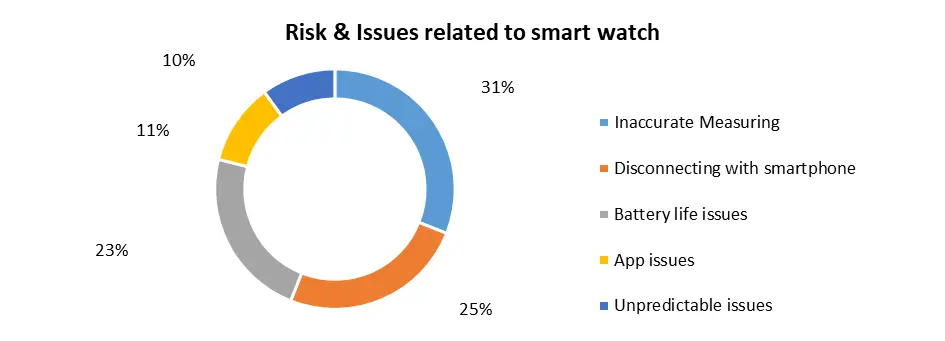 Risk & Issues related to smart watch
10%
31%
11%
23%
25%
Inaccurate Measuring
Disconnecting with smartphone
Battery life issues
App issues
Unpredictable issues